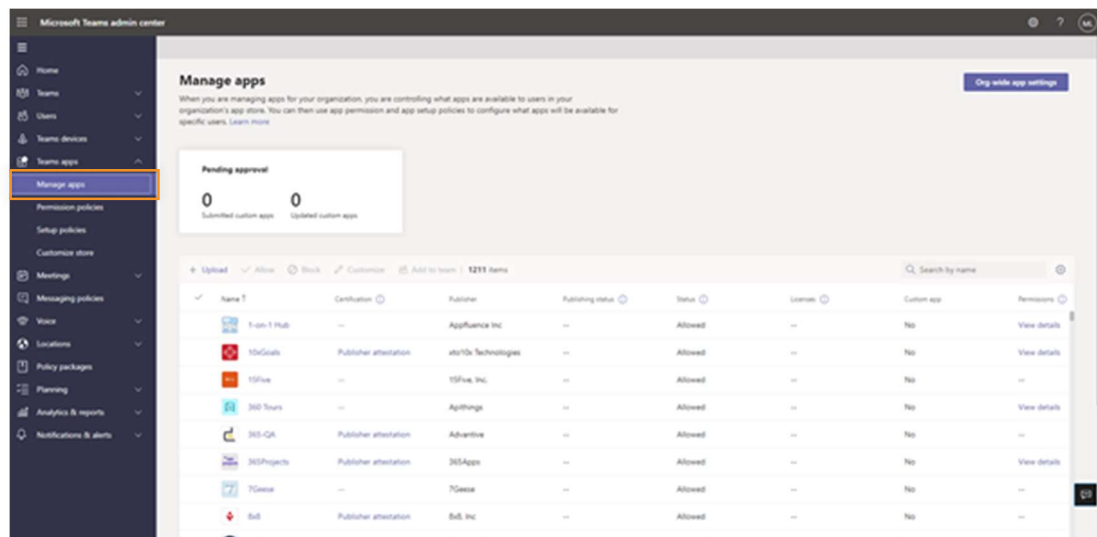 Microsoft Teams admin center
?
ML
Home
Teams
Users
Teams devices
Teams apps
Manage apps
Permission policies
Setup policies
Customize store
Meetings
Messaging policies
Voice
Locations
Policy packages
Planning
Analytics & reports
Notifications & alerts
Manage apps
Org-wide app settings
When you are managing apps for your organization, you are controlling what apps are available to users in your
organization's app store. You can then use app permission and app setup policies to configure what apps will be available for
specific users. Learn more
Pending approval
0 0
Submitted custom apps Updated custom apps
+ Upload Allow Block Customize Add to team | 1211 items Search by name
Name ↑ Certification Publisher Publishing status Status Licenses Custom app Permissions
1-on-1 Hub -- Appfluence Inc -- Allowed -- No View details
10xGoals Publisher attestation xto10x Technologies -- Allowed -- No View details
15Five -- 15Five, Inc. -- Allowed -- No --
360 Tours -- Apithings -- Allowed -- No View details
365-QA Publisher attestation Advantive -- Allowed -- No --
365Projects Publisher attestation 365Apps -- Allowed -- No View details
7Geese -- 7Geese -- Allowed -- No --
8x8 Publisher attestation 8x8, Inc -- Allowed -- No --